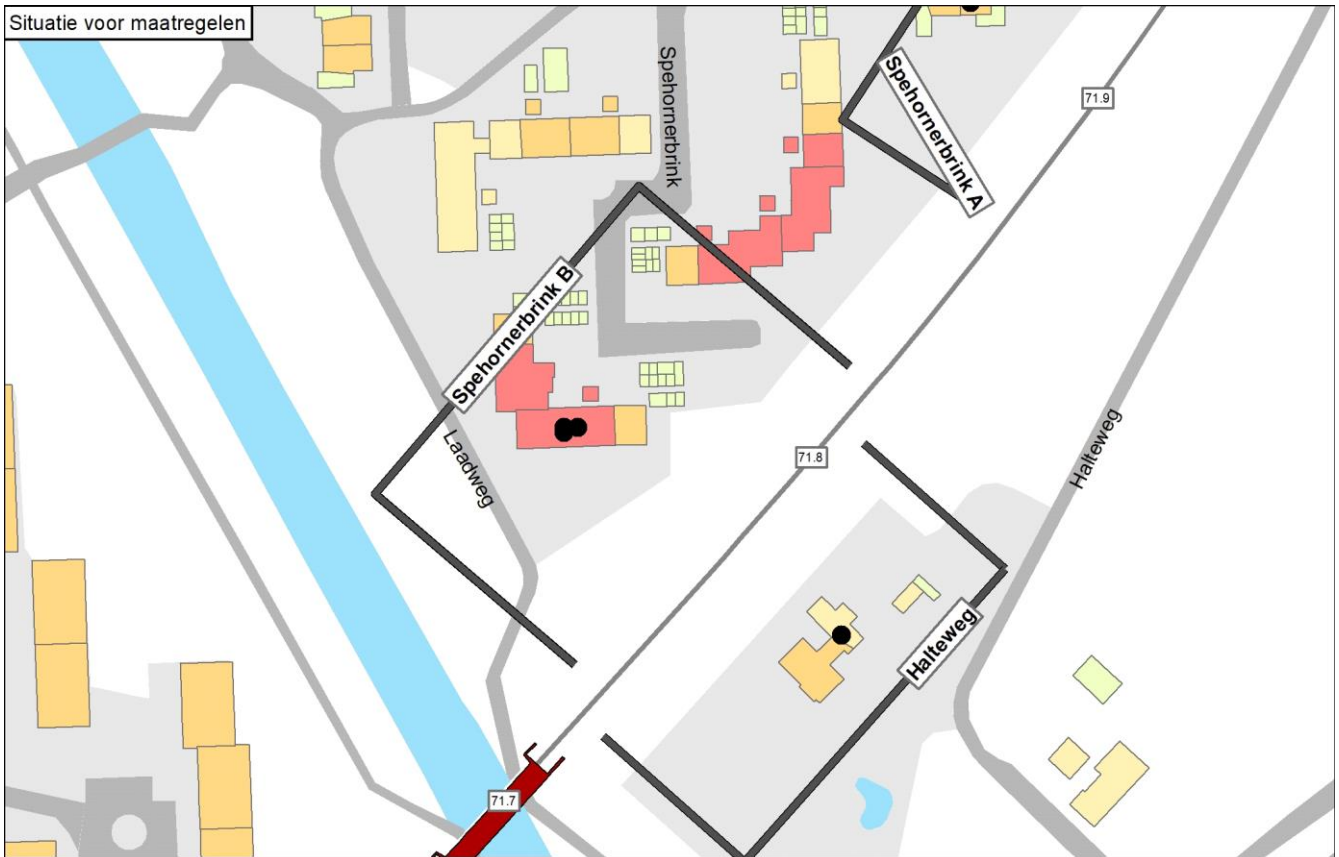 Situatie voor maatregelen
Spehornerbrink
Spehornerbrink A
71.9
Spehornerbrink B
Laadweg
71.8
Halteweg
Halteweg
71.7